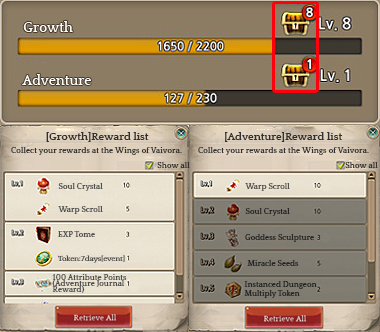 Growth
8
Lv. 8
1650 / 2200
Adventure
1
Lv. 1
127 / 230
[Growth]Reward list
Collect your rewards at the Wings of Vaivora.
Show all
Lv.1 Soul Crystal 10
Warp Scroll 5
Lv.2 EXP Tome 3
Token:7days[event] 1
Lv.3 100 Attribute Points
(Adventure Journal 1
Reward)
Retrieve All
[Adventure]Reward list
Collect your rewards at the Wings of Vaivora.
Show all
Lv.1 Warp Scroll 10
Lv.2 Soul Crystal 10
Lv.3 Goddess Sculpture 3
Lv.4 Miracle Seeds 5
Lv.5 Instanced Dungeon
Multiply Token 2
Retrieve All